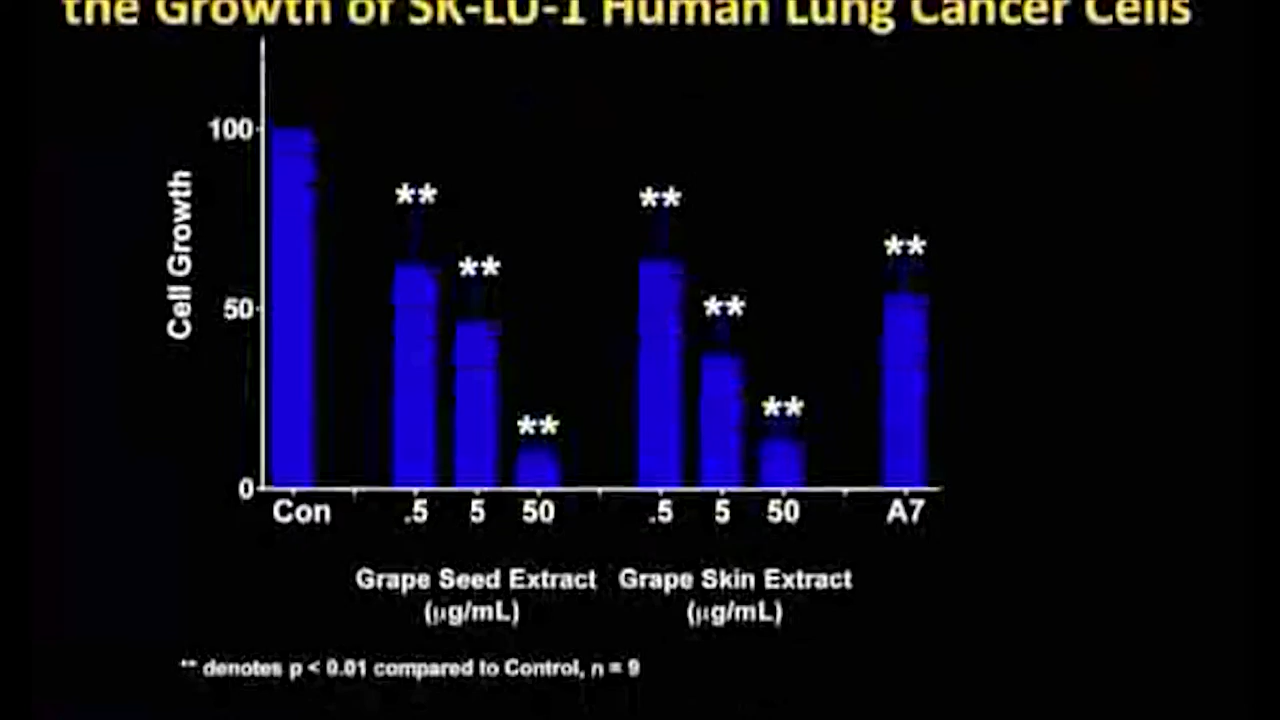 the Growth of SK-LU-1 Human Lung Cancer Cells
100
50
0
Cell Growth
**
**
**
**
**
**
**
Con .5 5 50 .5 5 50 A7
Grape Seed Extract Grape Skin Extract
(µg/mL) (µg/mL)
** denotes p < 0.01 compared to Control, n = 9